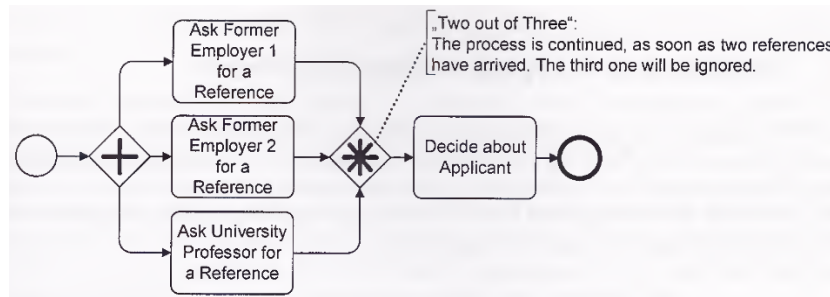 Ask Former
Employer 1
for a
Reference
Ask Former
Employer 2
for a
Reference
Ask University
Professor for
a Reference
„Two out of Three“:
The process is continued, as soon as two references
have arrived. The third one will be ignored.
Decide about
Applicant